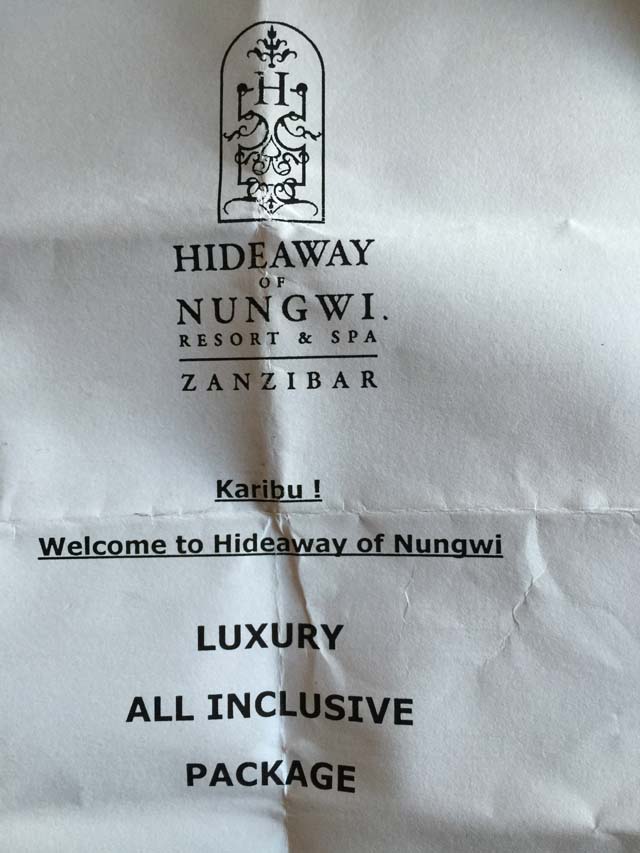 H
HIDEAWAY
OF
NUNGWI.
RESORT & SPA
ZANZIBAR
Karibu !
Welcome to Hideaway of Nungwi
LUXURY
ALL INCLUSIVE
PACKAGE